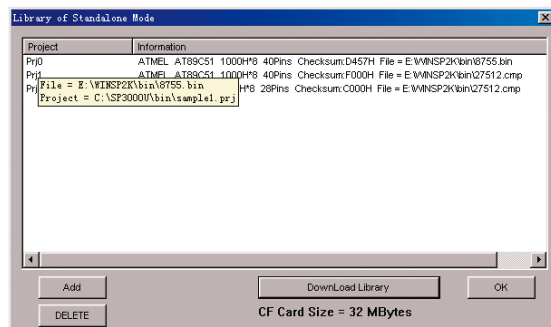 Library of Standalone Mode
Project Information
Prj0 ATMEL AT89C51 1000H*8 40Pins Checksum:D457H File = E:\WINSP2K\bin\8755.bin
Prj1 ATMEL AT89C51 1000H*8 40Pins Checksum:F000H File = E:\WINSP2K\bin\27512.cmp
H*8 28Pins Checksum:C000H File = E:\WINSP2K\bin\27512.cmp
File = E:\WINSP2K\bin\8755.bin
Project = C:\SP3000U\bin\sample1.prj
Add DownLoad Library OK
DELETE CF Card Size = 32 MBytes